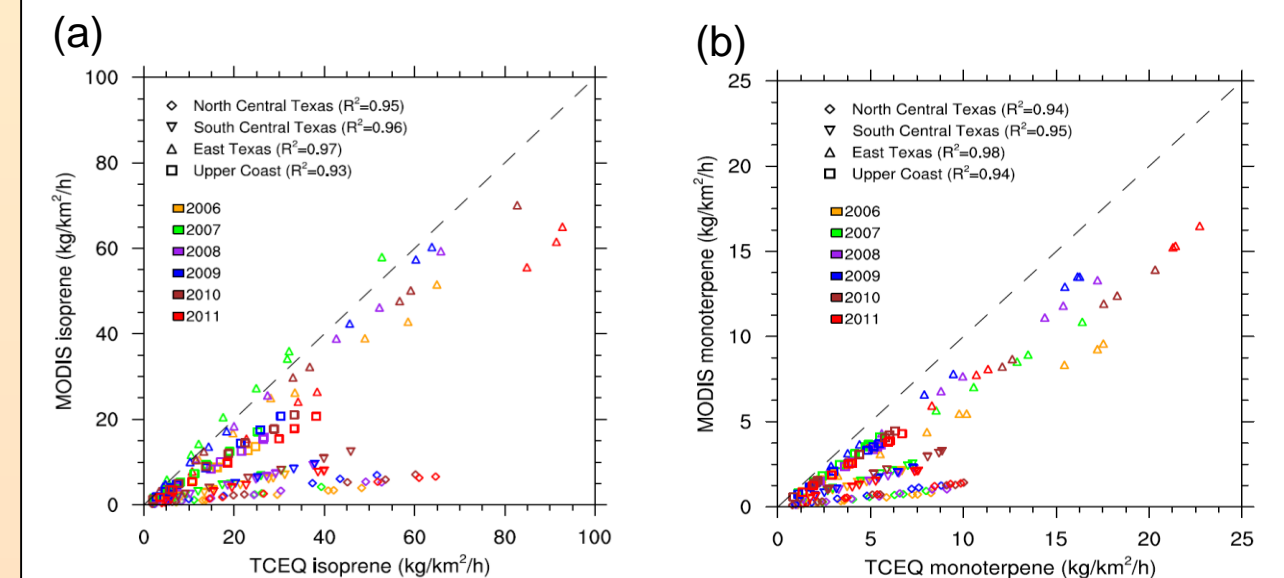 (a)
100
80
60
40
20
0
MODIS isoprene (kg/km²/h)
North Central Texas (R²=0.95)
South Central Texas (R²=0.96)
East Texas (R²=0.97)
Upper Coast (R²=0.93)
2006
2007
2008
2009
2010
2011
0 20 40 60 80 100
TCEQ isoprene (kg/km²/h)
(b)
25
20
15
10
5
0
MODIS monoterpene (kg/km²/h)
North Central Texas (R²=0.94)
South Central Texas (R²=0.95)
East Texas (R²=0.98)
Upper Coast (R²=0.94)
2006
2007
2008
2009
2010
2011
0 5 10 15 20 25
TCEQ monoterpene (kg/km²/h)